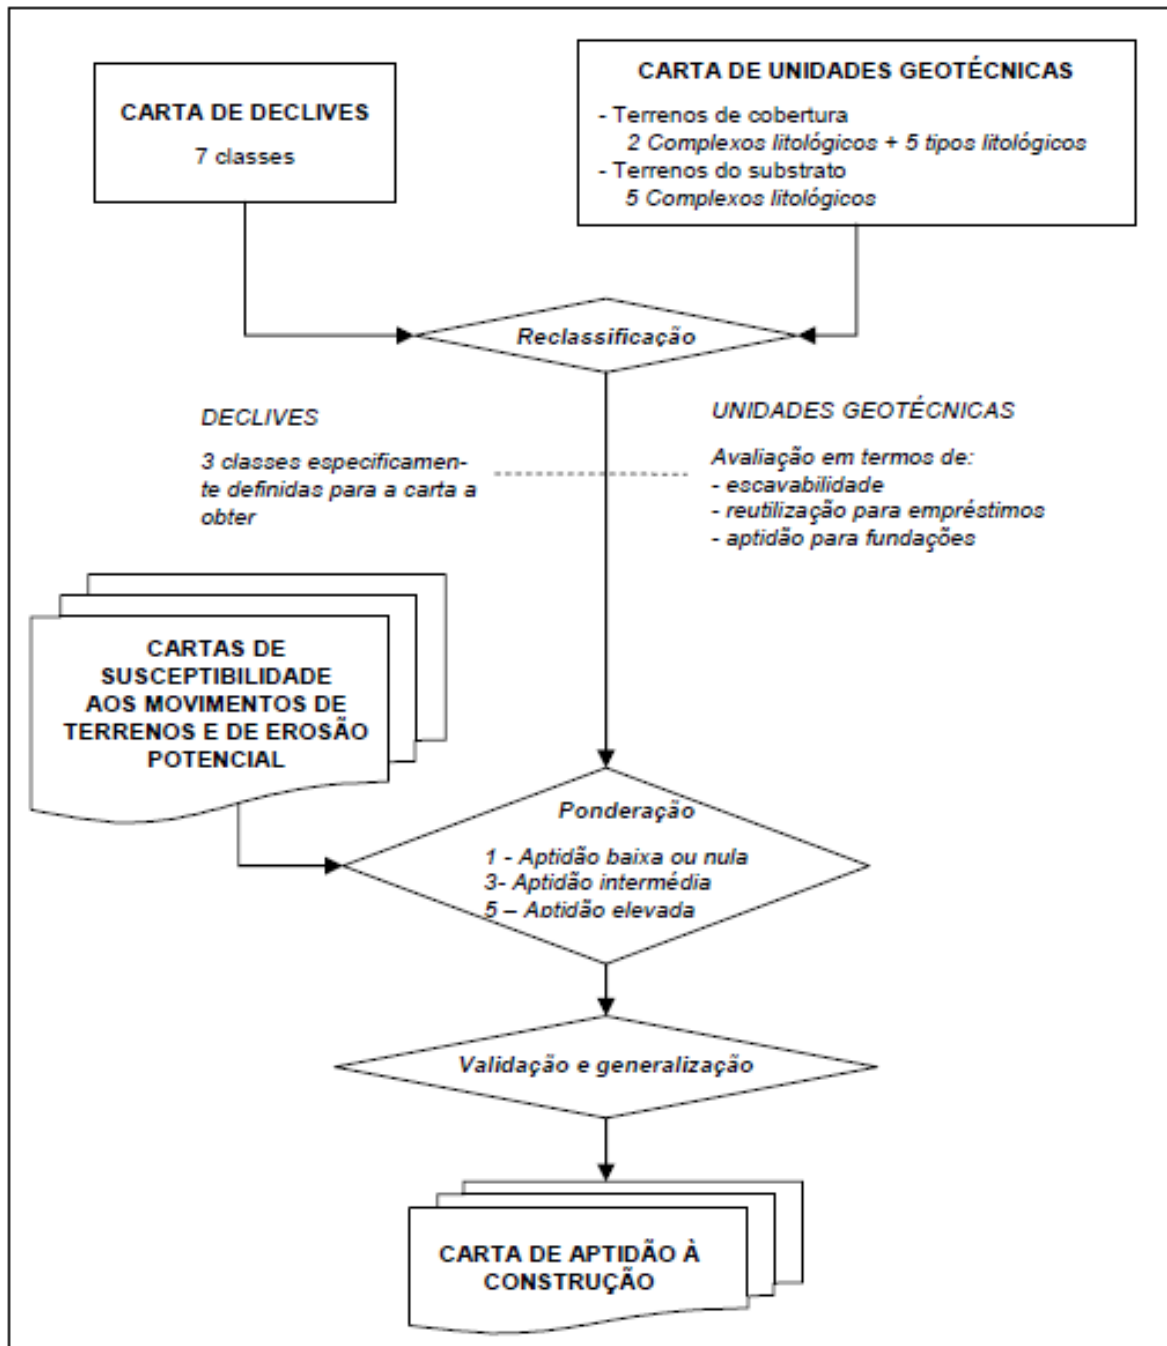 CARTA DE DECLIVES
7 classes
CARTA DE UNIDADES GEOTÉCNICAS
- Terrenos de cobertura
2 Complexos litológicos + 5 tipos litológicos
- Terrenos do substrato
5 Complexos litológicos
Reclassificação
DECLIVES
3 classes especificamen-
te definidas para a carta a
obter
UNIDADES GEOTÉCNICAS
Avaliação em termos de:
- escavabilidade
- reutilização para empréstimos
- aptidão para fundações
CARTAS DE
SUSCEPTIBILIDADE
AOS MOVIMENTOS DE
TERRENOS E DE EROSÃO
POTENCIAL
Ponderação
1 - Aptidão baixa ou nula
3- Aptidão intermédia
5 – Aptidão elevada
Validação e generalização
CARTA DE APTIDÃO À
CONSTRUÇÃO